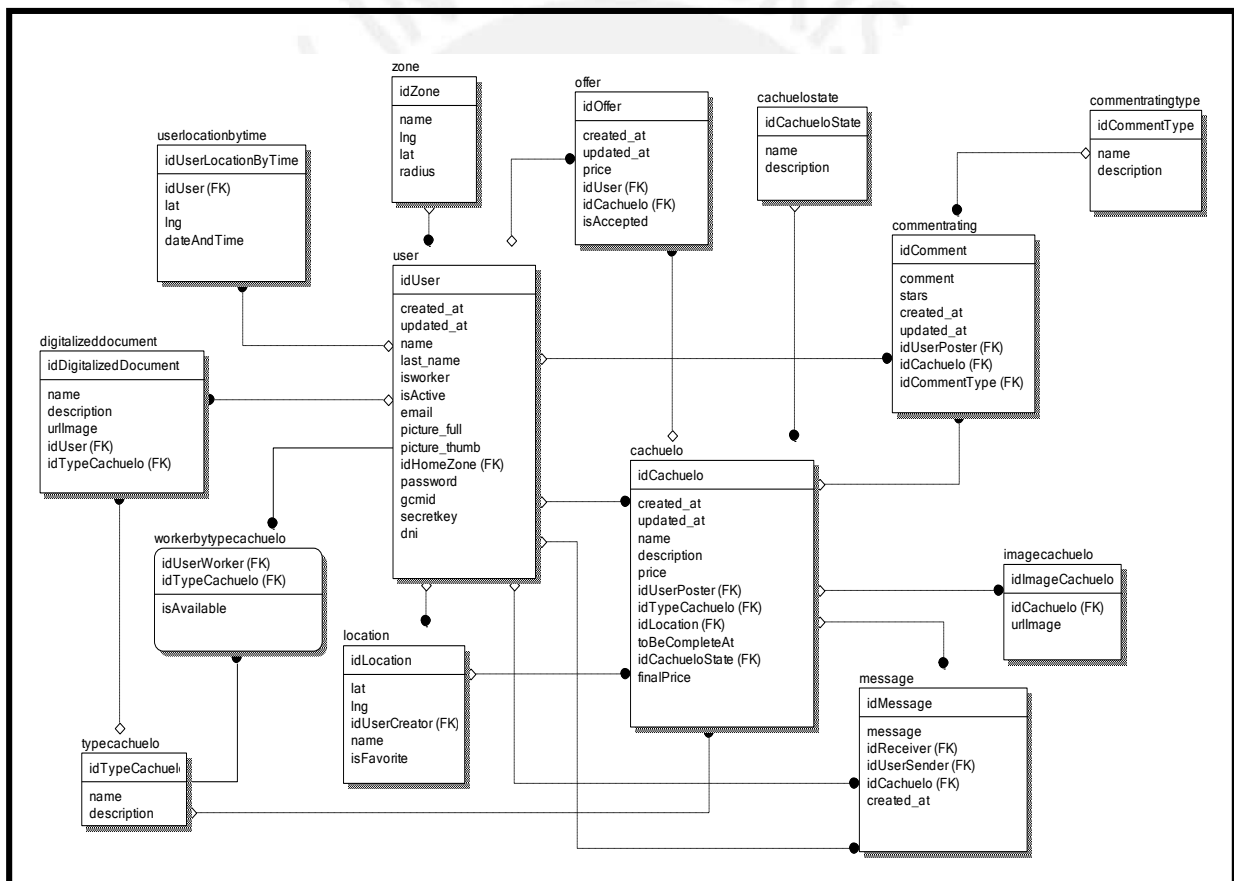 zone
idZone
name
lng
lat
radius
offer
idOffer
created_at
updated_at
price
idUser (FK)
idCachuelo (FK)
isAccepted
cachuelostate
idCachueloState
name
description
commentratingtype
idCommentType
name
description
userlocationbytime
idUserLocationByTime
idUser (FK)
lat
lng
dateAndTime
user
idUser
created_at
updated_at
name
last_name
isworker
isActive
email
picture_full
picture_thumb
idHomeZone (FK)
password
gcmid
secretkey
dni
commentrating
idComment
comment
stars
created_at
updated_at
idUserPoster (FK)
idCachuelo (FK)
idCommentType (FK)
digitalizeddocument
idDigitalizedDocument
name
description
urlImage
idUser (FK)
idTypeCachuelo (FK)
cachuelo
idCachuelo
created_at
updated_at
name
description
price
idUserPoster (FK)
idTypeCachuelo (FK)
idLocation (FK)
toBeCompleteAt
idCachueloState (FK)
finalPrice
workerbytypecachuelo
idUserWorker (FK)
idTypeCachuelo (FK)
isAvailable
imagecachuelo
idImageCachuelo
idCachuelo (FK)
urlImage
location
idLocation
lat
lng
idUserCreator (FK)
name
isFavorite
message
idMessage
message
idReceiver (FK)
idUserSender (FK)
idCachuelo (FK)
created_at
typecachuelo
idTypeCachuel
name
description